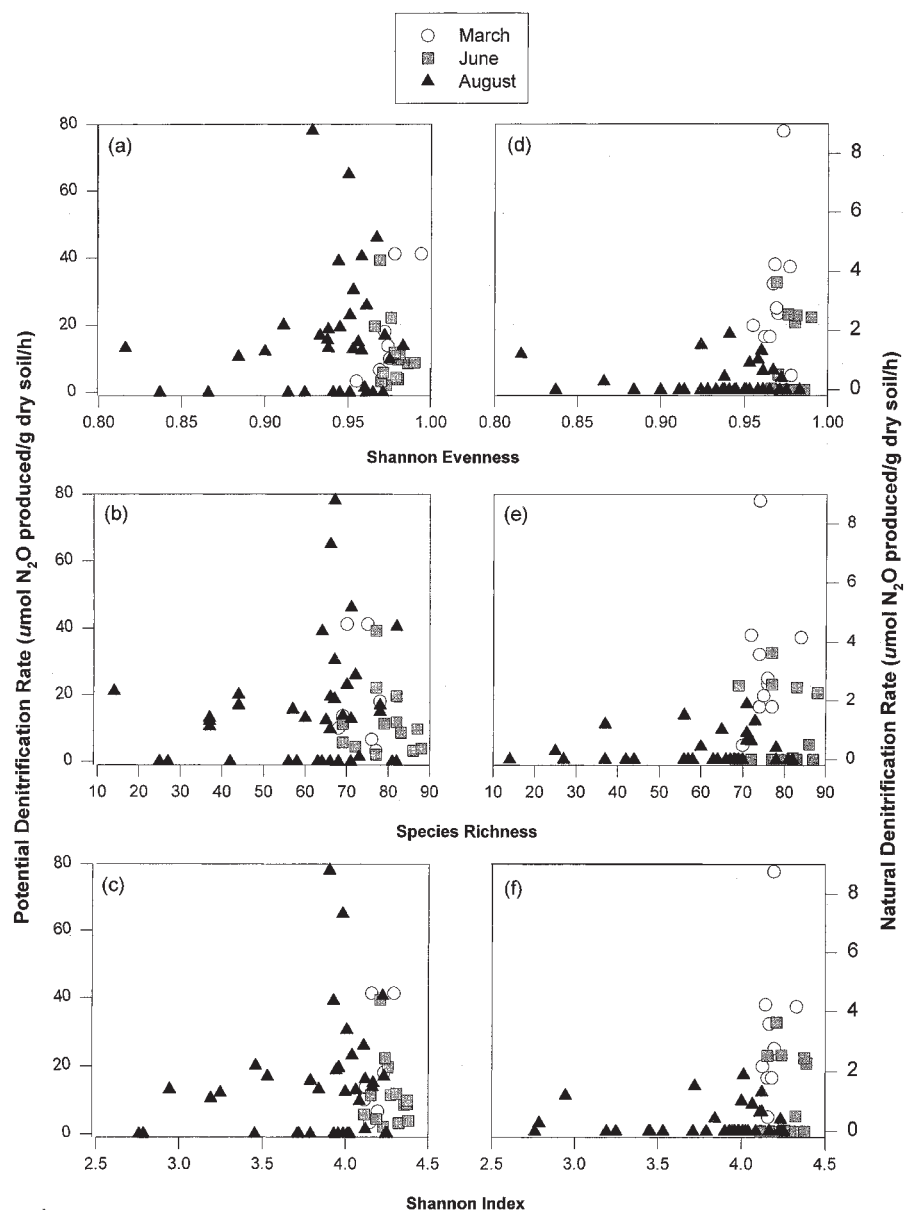 March
June
August
(a)
(d)
80
60
40
20
0
8
6
4
2
0
0.80 0.85 0.90 0.95 1.00
0.80 0.85 0.90 0.95 1.00
Shannon Evenness
(b)
(e)
80
60
40
20
0
8
6
4
2
0
10 20 30 40 50 60 70 80 90
10 20 30 40 50 60 70 80 90
Species Richness
(c)
(f)
80
60
40
20
0
8
6
4
2
0
2.5 3.0 3.5 4.0 4.5
2.5 3.0 3.5 4.0 4.5
Shannon Index
Potential Denitrification Rate (umol N₂O produced/g dry soil/h)
Natural Denitrification Rate (umol N₂O produced/g dry soil/h)